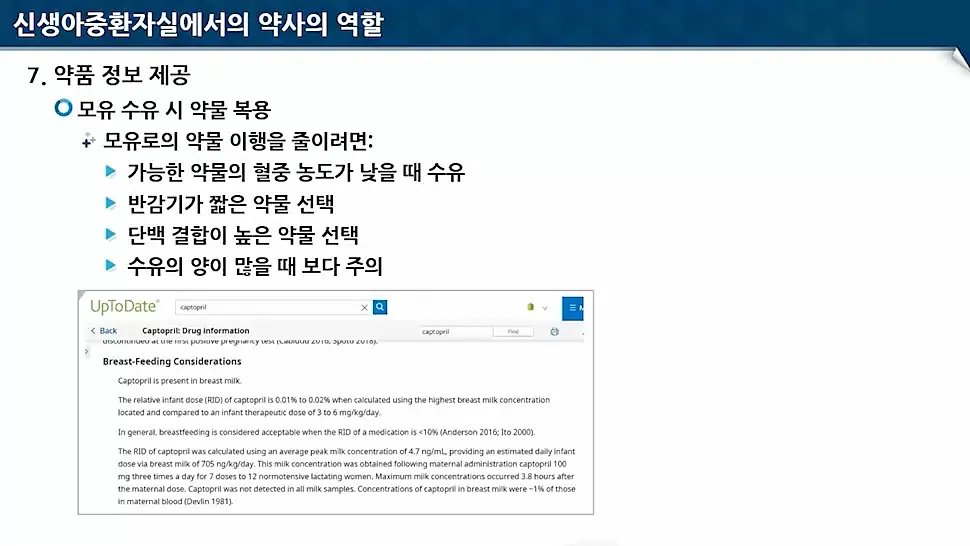 신생아중환자실에서의 약사의 역할
7. 약품 정보 제공
모유 수유 시 약물 복용
모유로의 약물 이행을 줄이려면:
가능한 약물의 혈중 농도가 낮을 때 수유
반감기가 짧은 약물 선택
단백 결합이 높은 약물 선택
수유의 양이 많을 때 보다 주의
UpToDate®
captopril
Back Captopril: Drug information captopril Find
discontinued at the first positive pregnancy test (Cabiddu 2016; Spotti 2018).
Breast-Feeding Considerations
Captopril is present in breast milk.
The relative infant dose (RID) of captopril is 0.01% to 0.02% when calculated using the highest breast milk concentration
located and compared to an infant therapeutic dose of 3 to 6 mg/kg/day.
In general, breastfeeding is considered acceptable when the RID of a medication is <10% (Anderson 2016; Ito 2000).
The RID of captopril was calculated using an average peak milk concentration of 4.7 ng/mL, providing an estimated daily infant
dose via breast milk of 705 ng/kg/day. This milk concentration was obtained following maternal administration captopril 100
mg three times a day for 7 doses to 12 normotensive lactating women. Maximum milk concentrations occurred 3.8 hours after
the maternal dose. Captopril was not detected in all milk samples. Concentrations of captopril in breast milk were ~1% of those
in maternal blood (Devlin 1981).